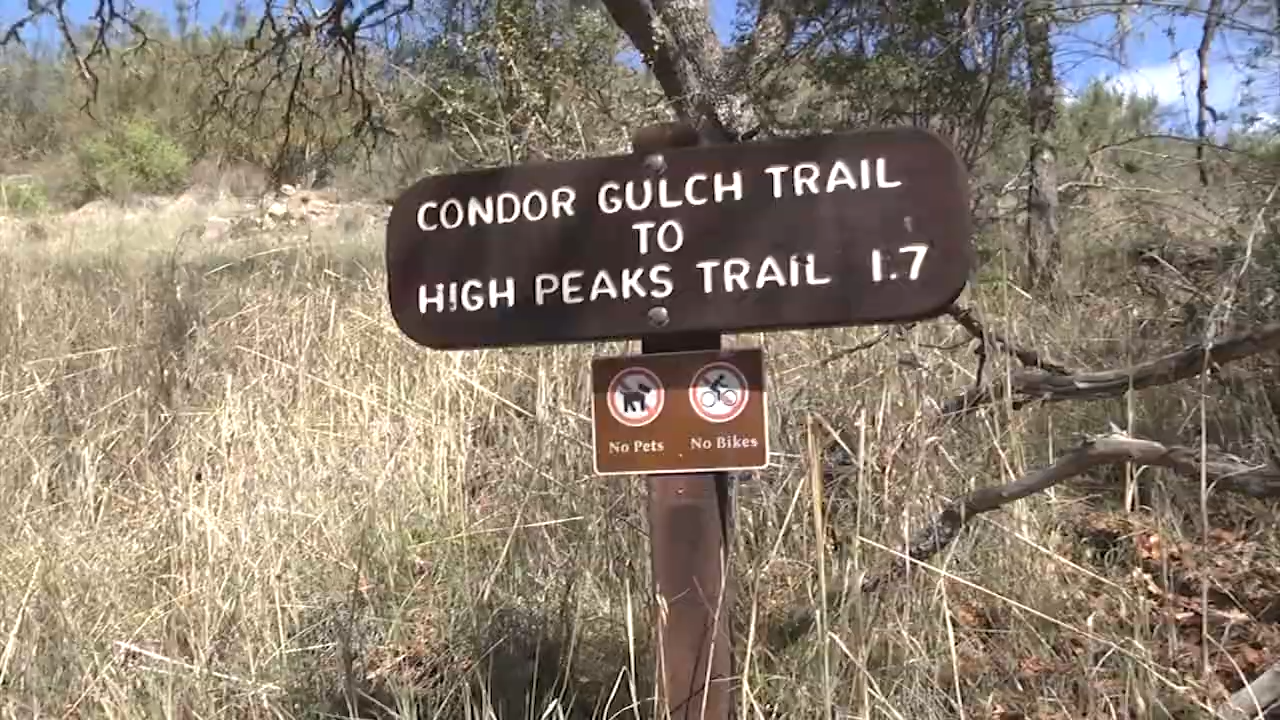 CONDOR GULCH TRAIL
TO
HIGH PEAKS TRAIL 1.7
No Pets No Bikes